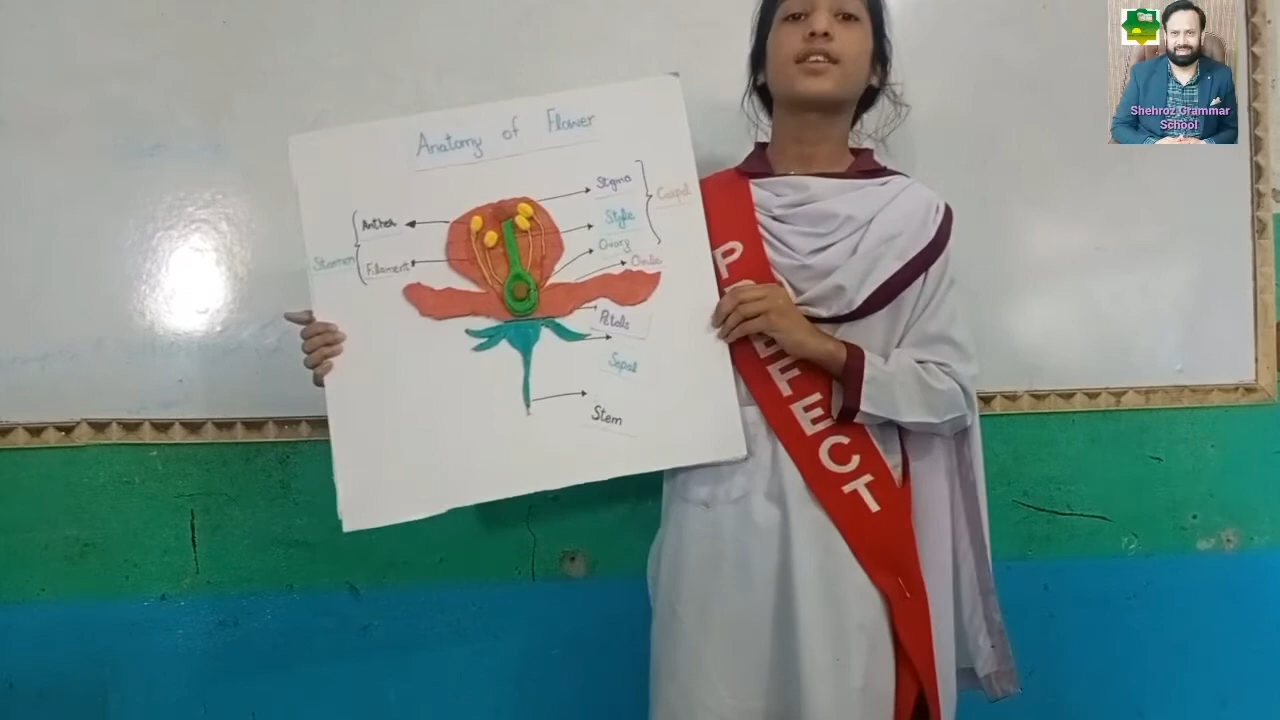 Anatomy of Flower
Stigma
Style
Ovary
Ovule
Carpel
Anther
Filament
Stamen
Petals
Sepal
Stem
PREFECT
Shehroz Grammar
School